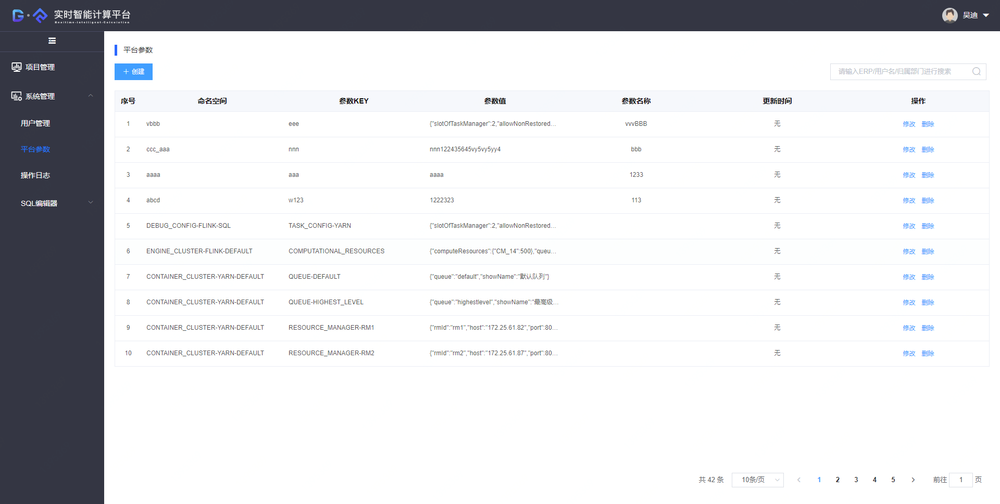 实时智能计算平台
Realtime-Intelligent-Calculation
吴迪
项目管理
系统管理
用户管理
平台参数
操作日志
SQL编辑器
平台参数
创建
请输入ERP/用户名/归属部门进行搜索
序号 命名空间 参数KEY 参数值 参数名称 更新时间 操作
1 vbbb eee {"slotOfTaskManager":2,"allowNonRestored... vvvBBB 无 修改 删除
2 ccc_aaa nnn nnn122435645vy5vy5yy4 bbb 无 修改 删除
3 aaaa aaa aaaa 1233 无 修改 删除
4 abcd w123 1222323 113 无 修改 删除
5 DEBUG_CONFIG-FLINK-SQL TASK_CONFIG-YARN {"slotOfTaskManager":2,"allowNonRestored... 无 修改 删除
6 ENGINE_CLUSTER-FLINK-DEFAULT COMPUTATIONAL_RESOURCES {"computeResources":{"CM_14":500},"queu... 无 修改 删除
7 CONTAINER_CLUSTER-YARN-DEFAULT QUEUE-DEFAULT {"queue":"default","showName":"默认队列"} 无 修改 删除
8 CONTAINER_CLUSTER-YARN-DEFAULT QUEUE-HIGHEST_LEVEL {"queue":"highestlevel","showName":"最高级... 无 修改 删除
9 CONTAINER_CLUSTER-YARN-DEFAULT RESOURCE_MANAGER-RM1 {"rmId":"rm1","host":"172.25.61.82","port":80... 无 修改 删除
10 CONTAINER_CLUSTER-YARN-DEFAULT RESOURCE_MANAGER-RM2 {"rmId":"rm2","host":"172.25.61.87","port":80... 无 修改 删除
共 42 条 10条/页 1 2 3 4 5 前往 1 页